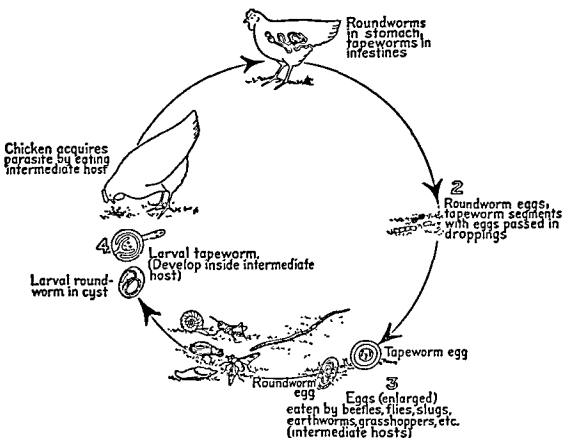 Roundworms
in stomach,
tapeworms in
intestines
2
Roundworm eggs,
tapeworm segments
with eggs passed in
droppings
Tapeworm egg
Roundworm
egg
3
Eggs (enlarged)
eaten by beetles, flies, slugs,
earthworms, grasshoppers, etc.
(intermediate hosts)
4.
Larval tapeworm.
(Develop inside intermediate
host)
Larval round-
worm in cyst
Chicken acquires
parasite by eating
intermediate host